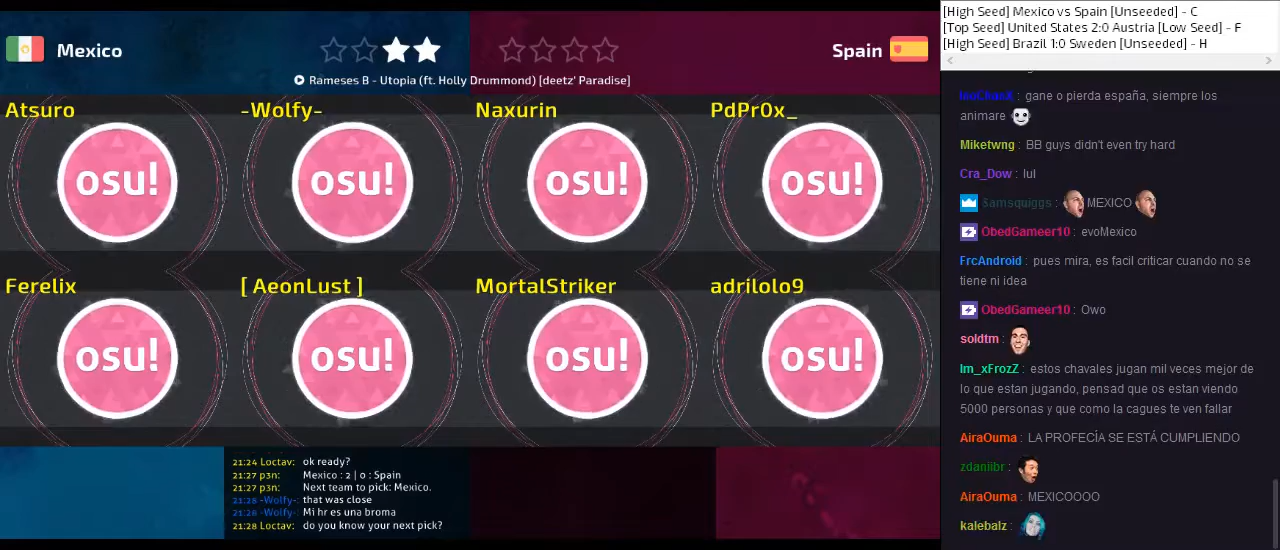 Mexico
Spain
Rameses B - Utopia (ft. Holly Drummond) [deetz' Paradise]
Atsuro
-Wolfy-
Naxurin
PdPr0x_
osu!
osu!
osu!
osu!
Ferelix
[ AeonLust ]
MortalStriker
adrilolo9
osu!
osu!
osu!
osu!
21:24 Loctav: ok ready?
21:27 p3n: Mexico : 2 | 0 : Spain
21:27 p3n: Next team to pick: Mexico.
21:28 -Wolfy-: that was close
21:28 -Wolfy-: Mi hr es una broma
21:28 Loctav: do you know your next pick?
[High Seed] Mexico vs Spain [Unseeded] - C
[Top Seed] United States 2:0 Austria [Low Seed] - F
[High Seed] Brazil 1:0 Sweden [Unseeded] - H
: gane o pierda españa, siempre los
animare
Miketwng : BB guys didn't even try hard
Cra_Dow : lul
Samsquiggs : MEXICO
ObedGameer10 : evoMexico
FrcAndroid : pues mira, es facil criticar cuando no se
tiene ni idea
ObedGameer10 : Owo
soldtm :
Im_xFrozZ : estos chavales jugan mil veces mejor de
lo que estan jugando, pensad que os estan viendo
5000 personas y que como la cagues te ven fallar
AiraOuma : LA PROFECÍA SE ESTÁ CUMPLIENDO
zdaniibr :
AiraOuma : MEXICOOOO
kalebalz :